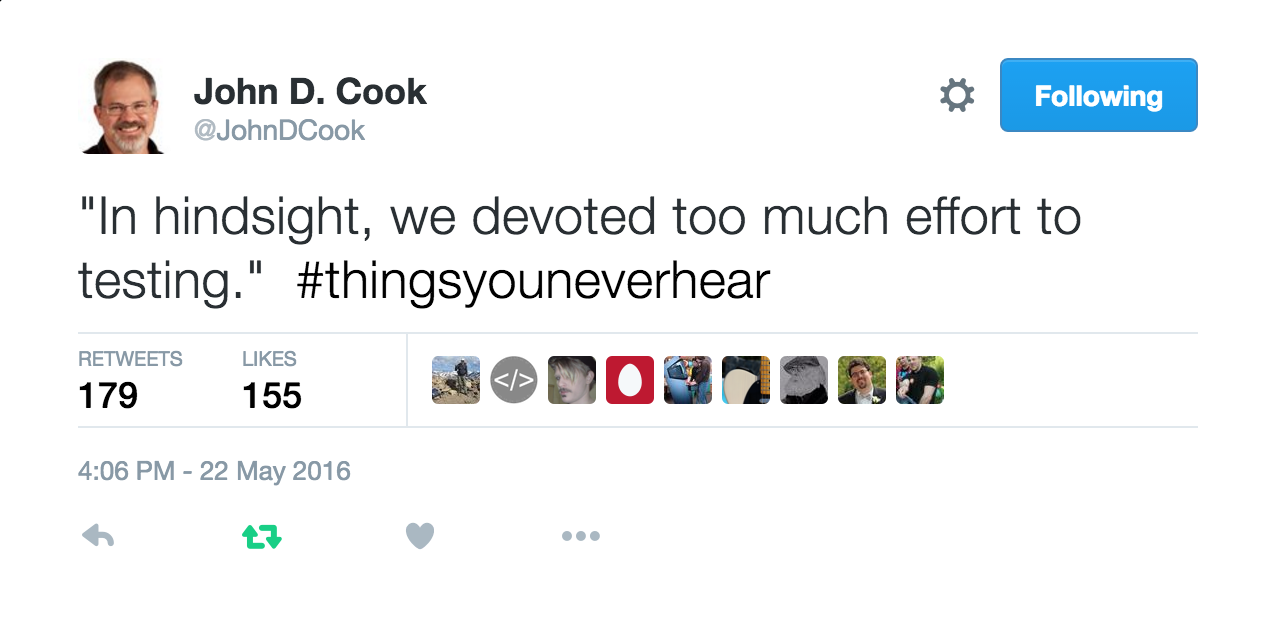 John D. Cook
@JohnDCook
Following
"In hindsight, we devoted too much effort to
testing."  #thingsyouneverhear
RETWEETS LIKES
179 155
</>
4:06 PM - 22 May 2016